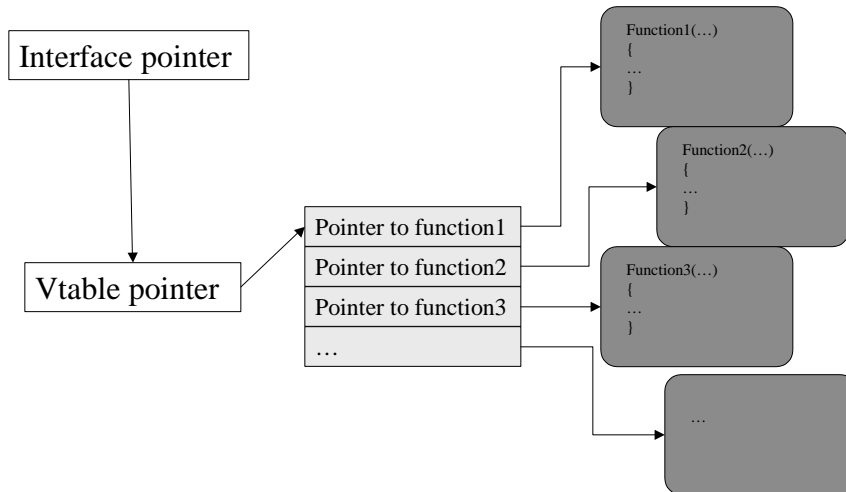 Interface pointer
Vtable pointer
Pointer to function1
Pointer to function2
Pointer to function3
…
Function1(…)
{
…
}
Function2(…)
{
…
}
Function3(…)
{
…
}
…